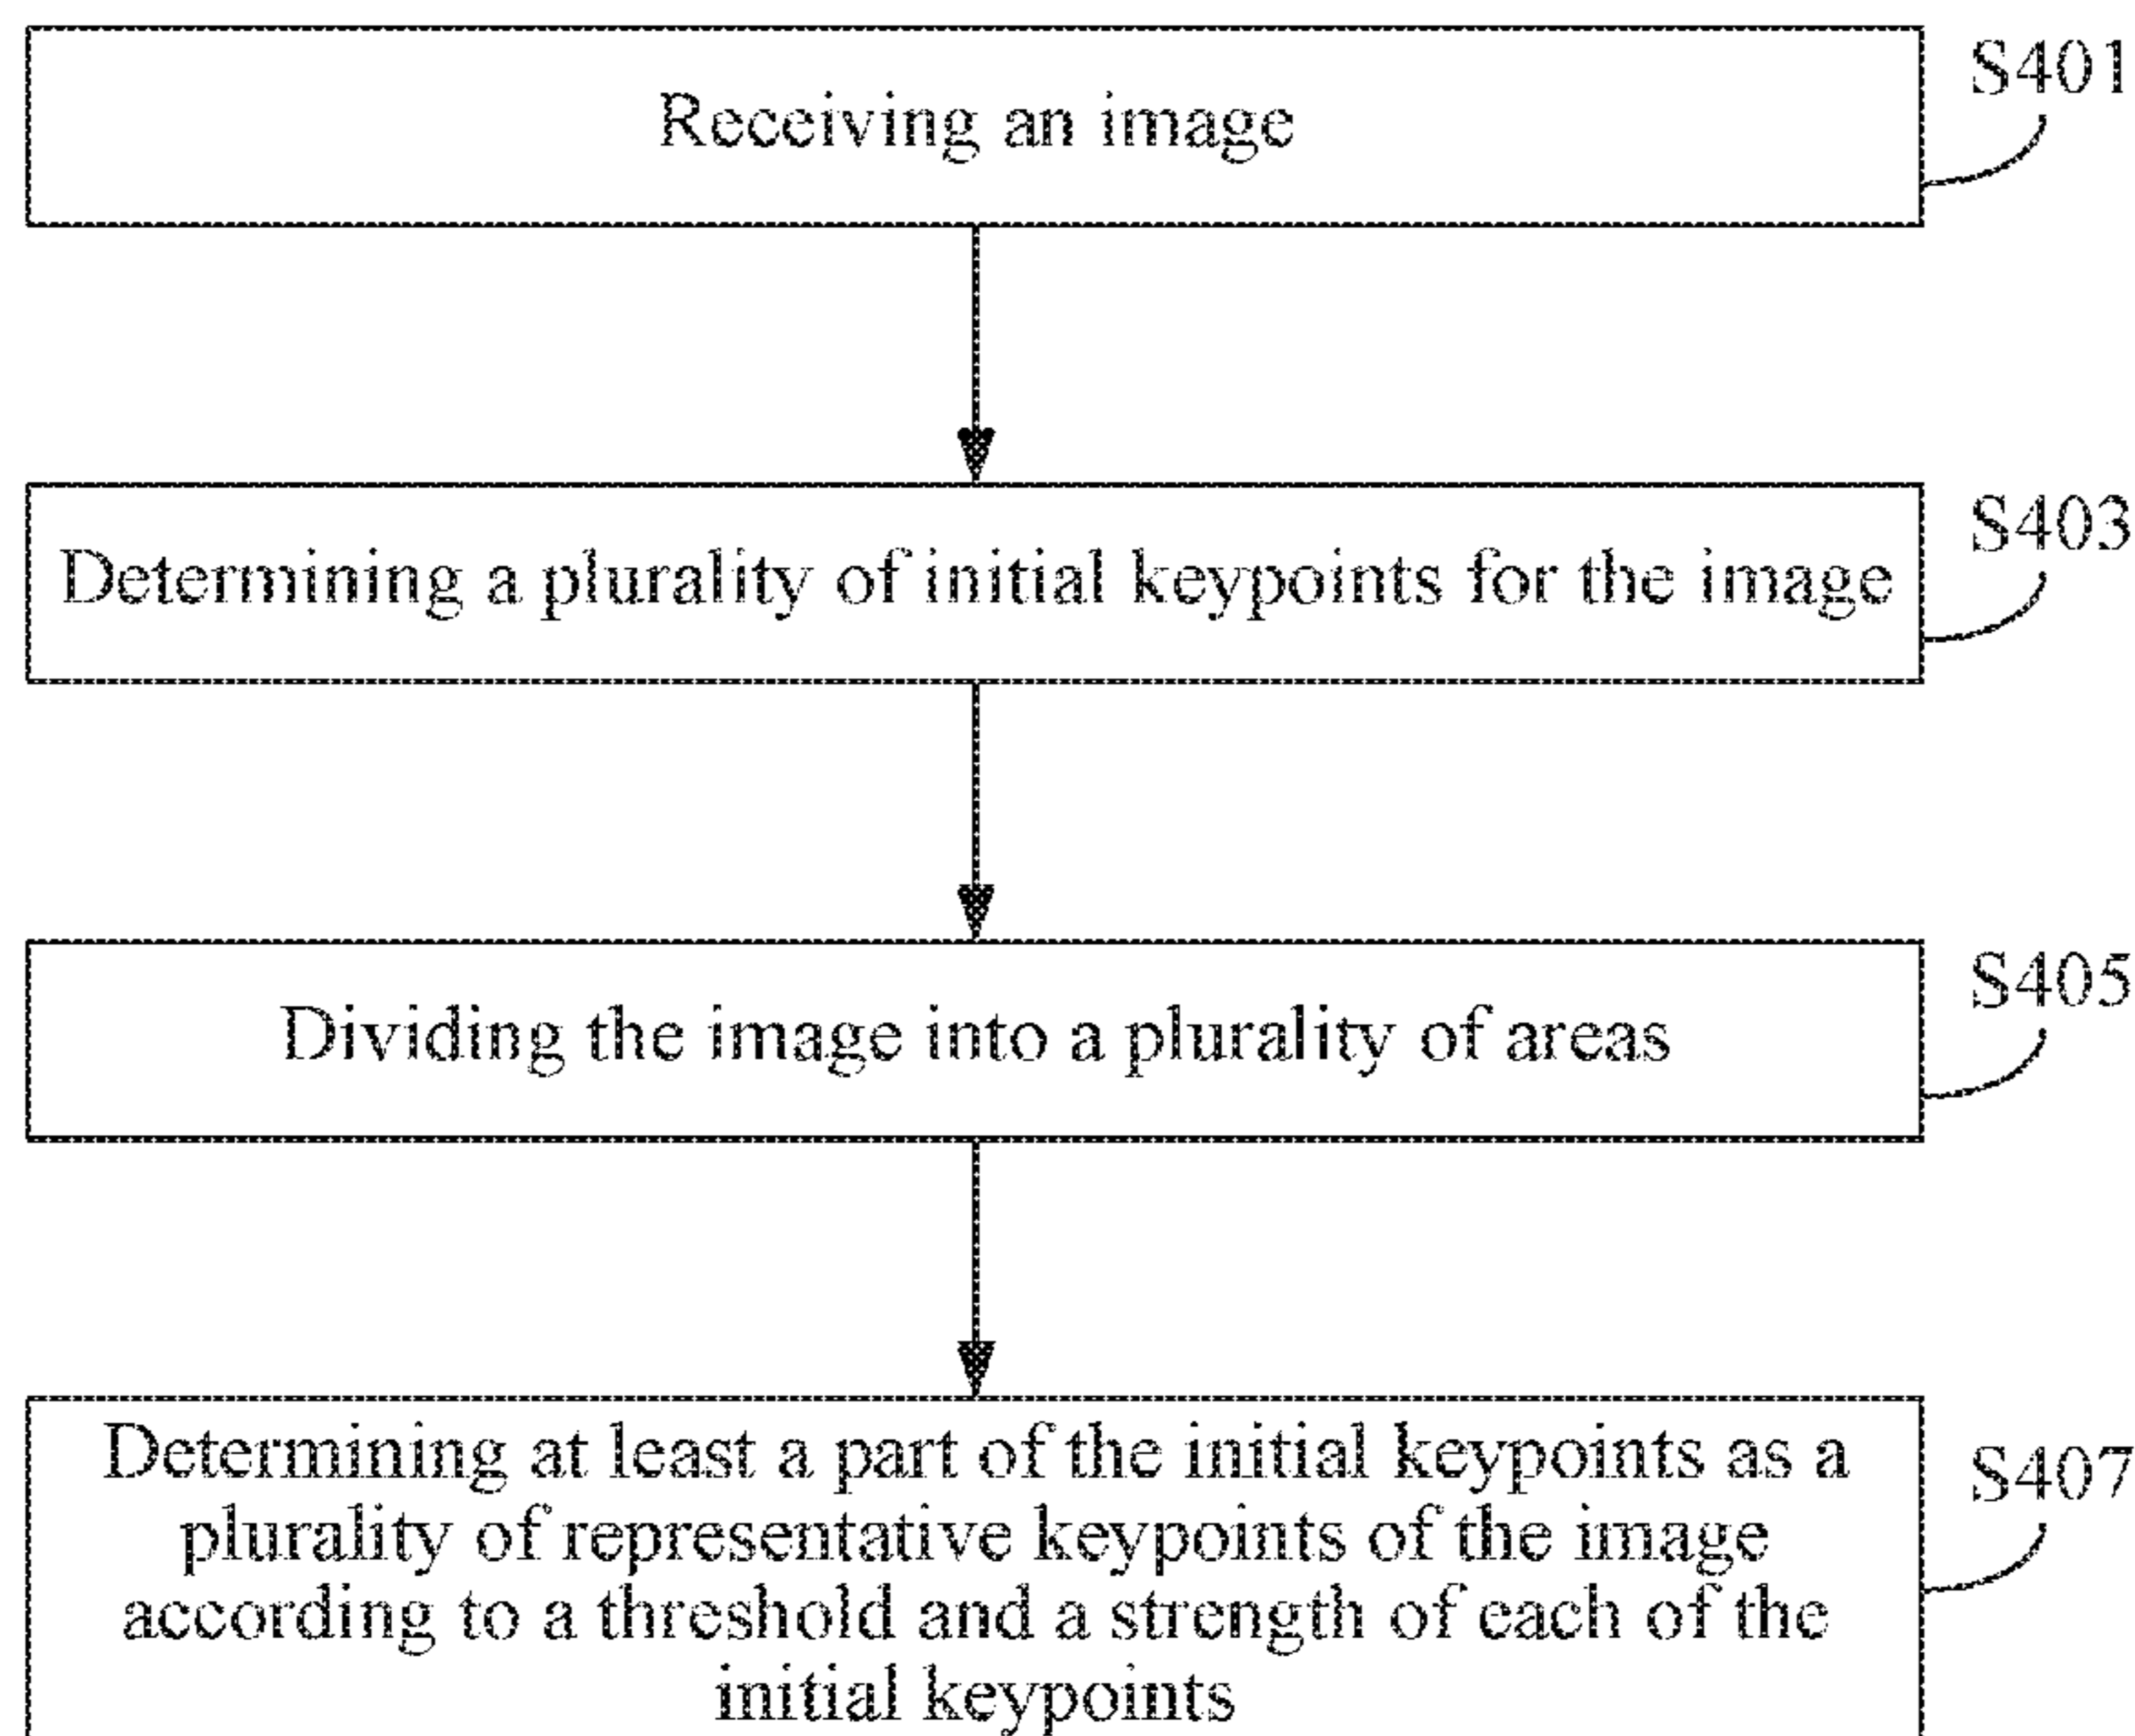 Receiving an image
S401
Determining a plurality of initial keypoints for the image
S403
Dividing the image into a plurality of areas
S405
Determining at least a part of the initial keypoints as a
plurality of representative keypoints of the image
according to a threshold and a strength of each of the
initial keypoints
S407